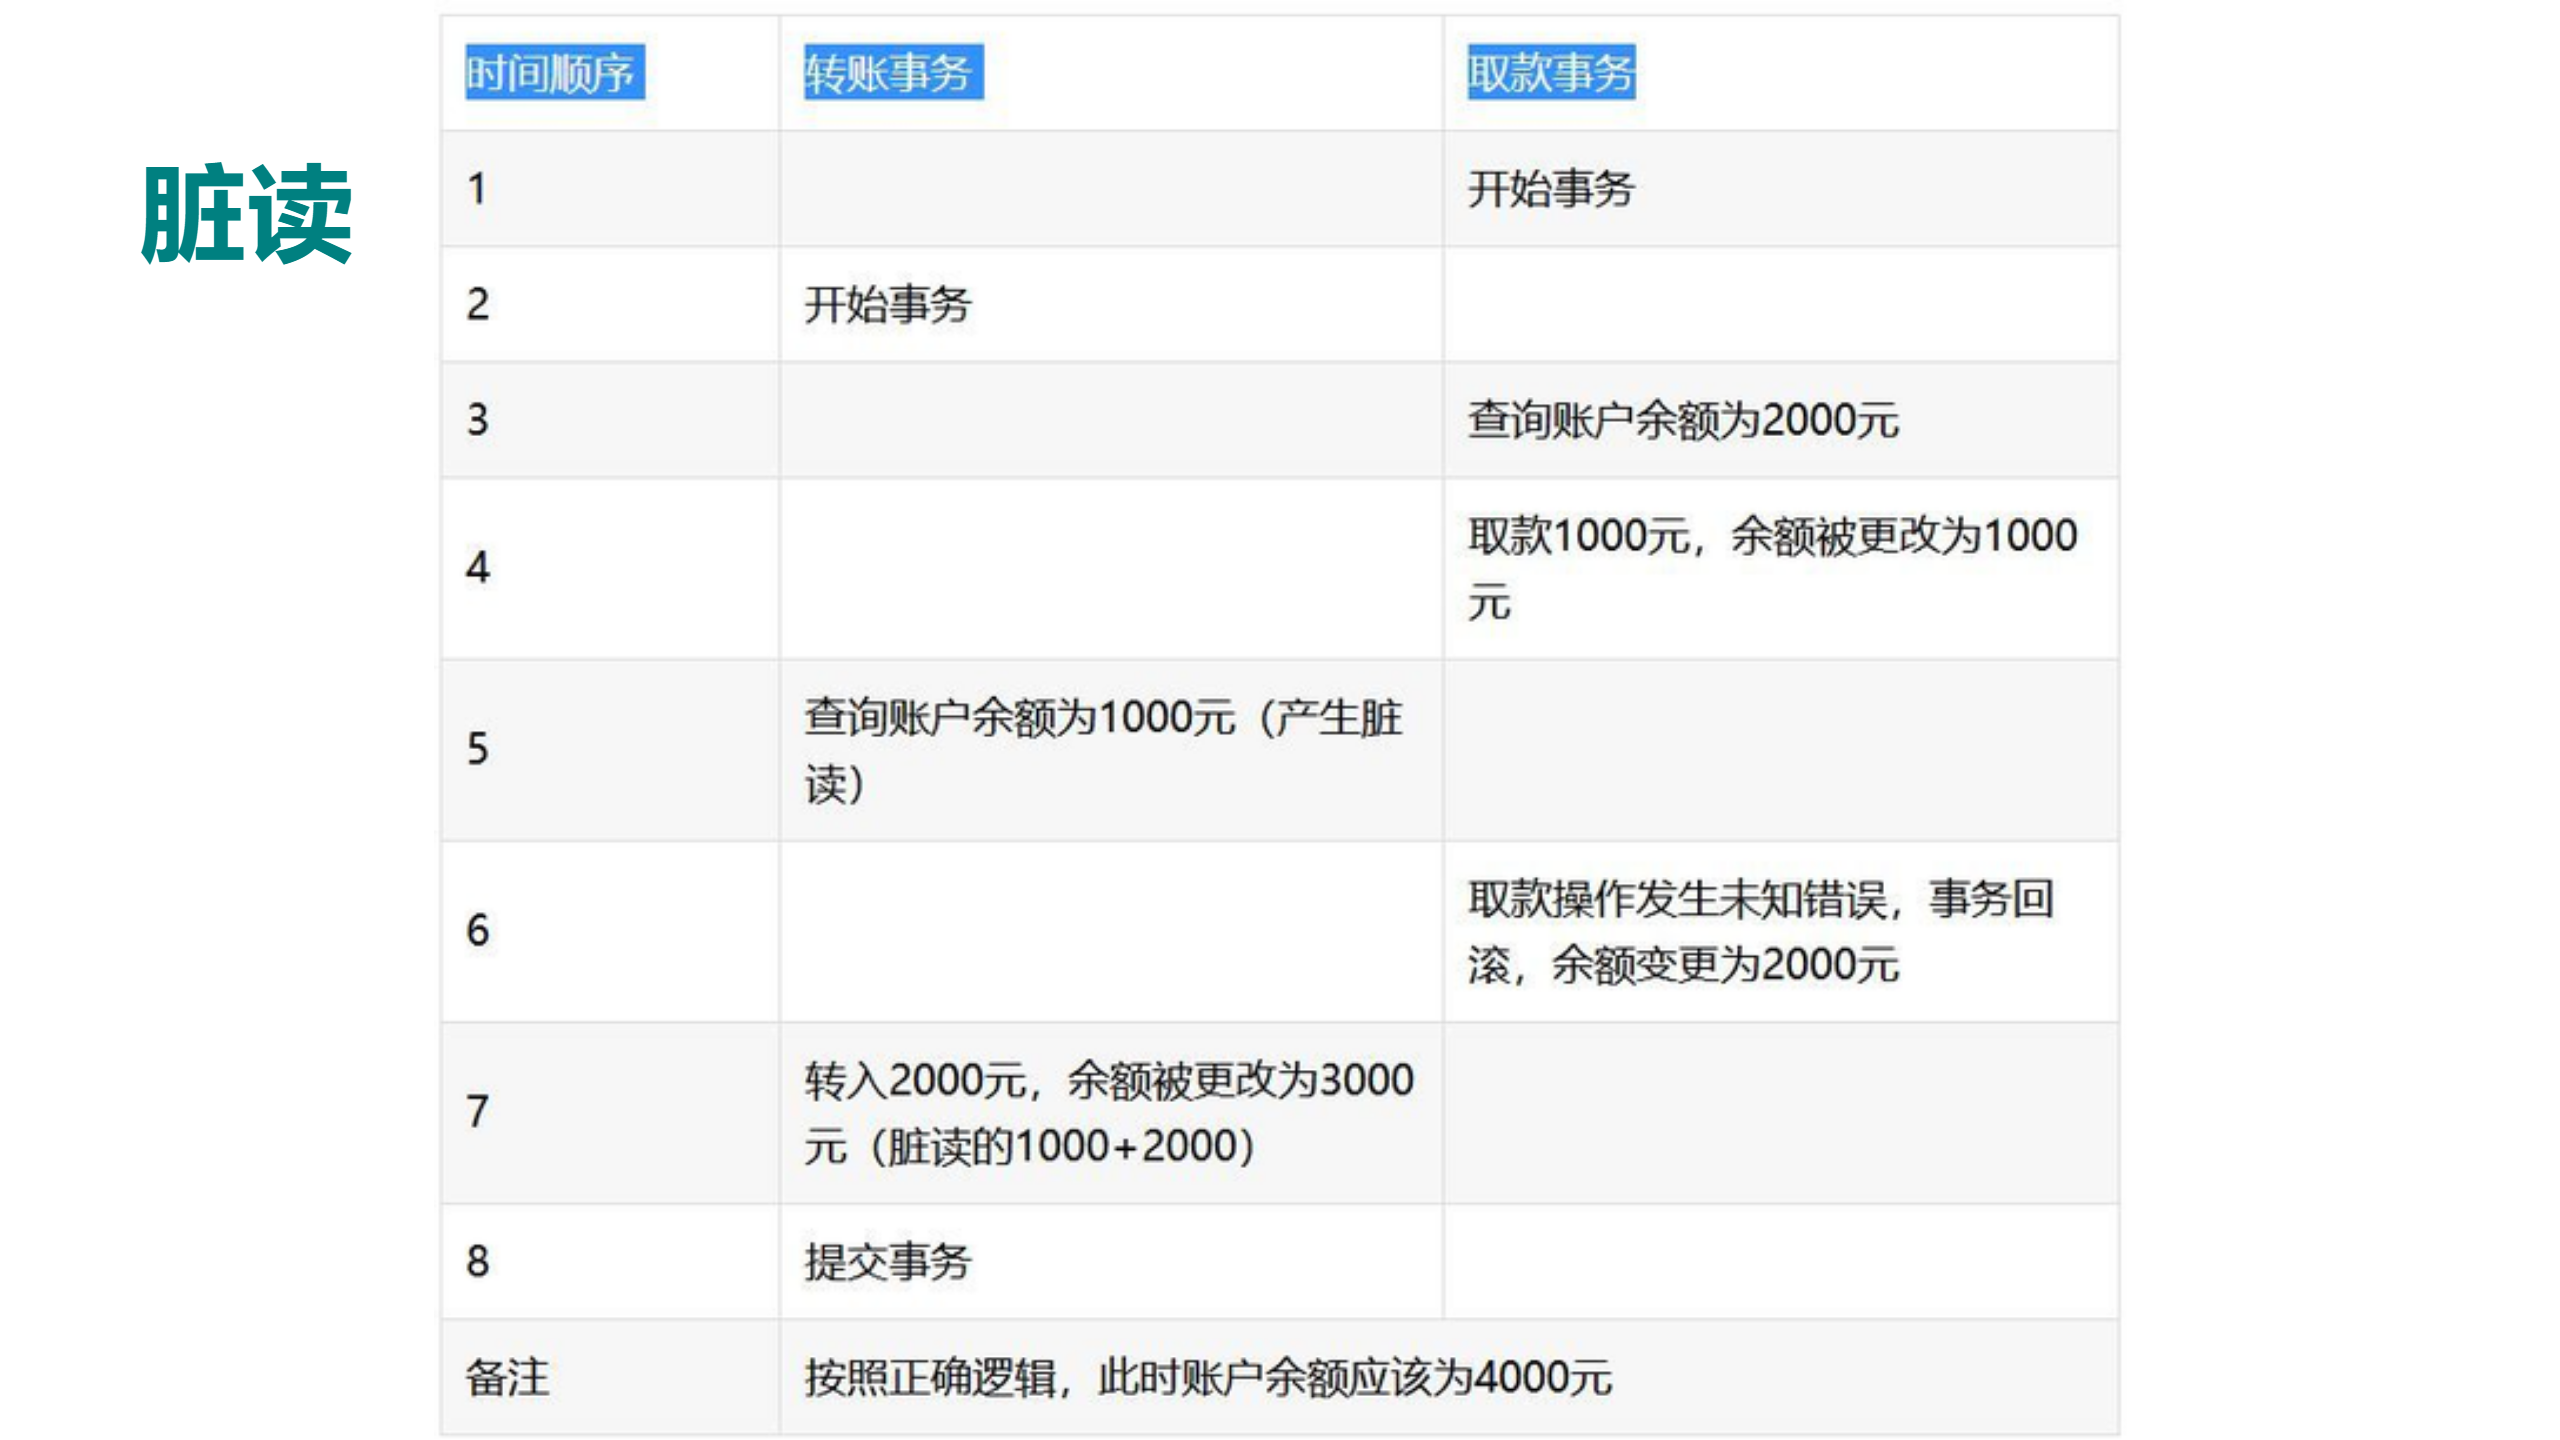 脏读
时间顺序 转账事务 取款事务
1 开始事务
2 开始事务
3 查询账户余额为2000元
4 取款1000元，余额被更改为1000
元
5 查询账户余额为1000元（产生脏
读）
6 取款操作发生未知错误，事务回
滚，余额变更为2000元
7 转入2000元，余额被更改为3000
元（脏读的1000+2000）
8 提交事务
备注 按照正确逻辑，此时账户余额应该为4000元